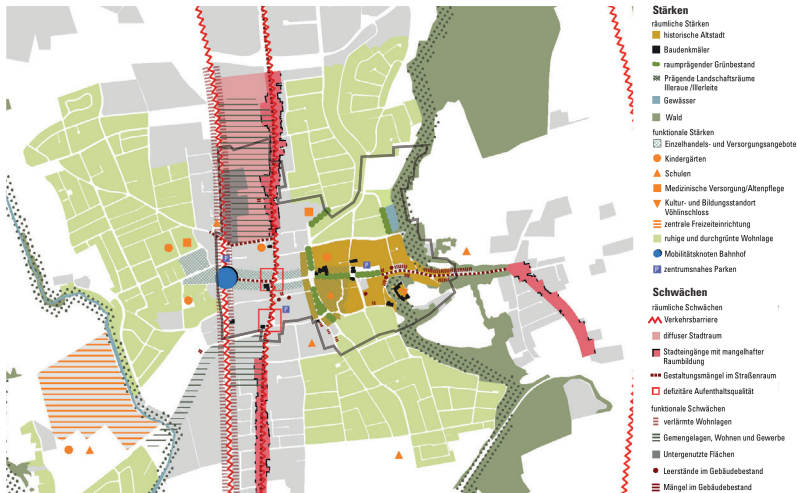 Stärken
räumliche Stärken
historische Altstadt
Baudenkmäler
raumprägender Grünbestand
Prägende Landschaftsräume
Illeraue /Illerleite
Gewässer
Wald
funktionale Stärken
Einzelhandels- und Versorgungsangebote
Kindergärten
Schulen
Medizinische Versorgung/Altenpflege
Kultur- und Bildungsstandort
Vöhlinschloss
zentrale Freizeiteinrichtung
ruhige und durchgrünte Wohnlage
Mobilitätsknoten Bahnhof
P zentrumsnahes Parken
Schwächen
räumliche Schwächen
Verkehrsbarriere
diffuser Stadtraum
Stadteingänge mit mangelhafter
Raumbildung
Gestaltungsmängel im Straßenraum
defizitäre Aufenthaltsqualität
funktionale Schwächen
verlärmte Wohnlagen
Gemengelagen, Wohnen und Gewerbe
Untergenutzte Flächen
Leerstände im Gebäudebestand
Mängel im Gebäudebestand
P
P
P